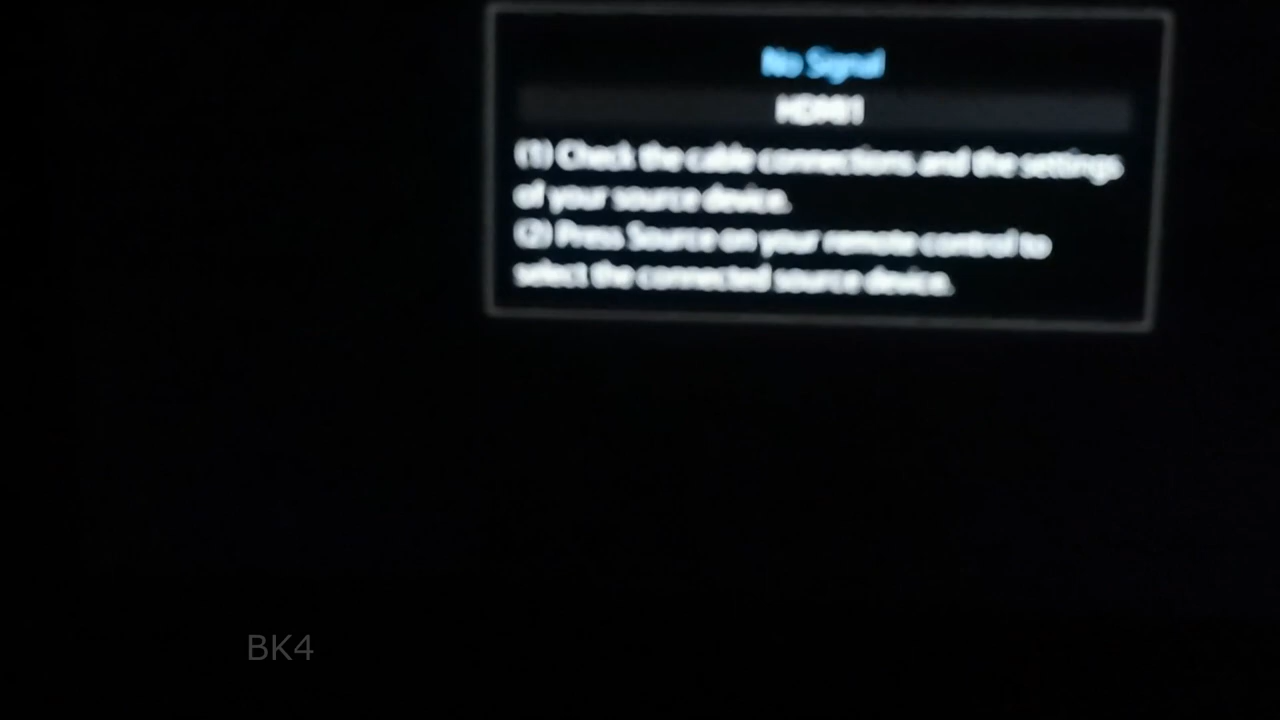 No Signal
HDMI1
(1) Check the cable connections and the settings
of your source device.
(2) Press Source on your remote control to
select the connected source device.
BK4